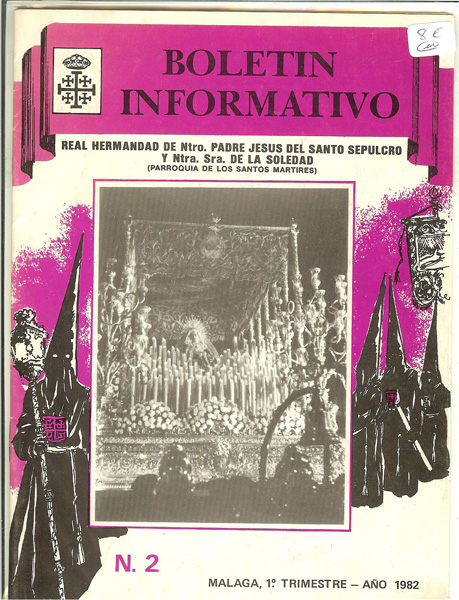 8 €
BOLETIN
INFORMATIVO
REAL HERMANDAD DE Ntro. PADRE JESUS DEL SANTO SEPULCRO
Y Ntra. Sra. DE LA SOLEDAD
(PARROQUIA DE LOS SANTOS MARTIRES)
N. 2
MALAGA, 1º TRIMESTRE – AÑO 1982